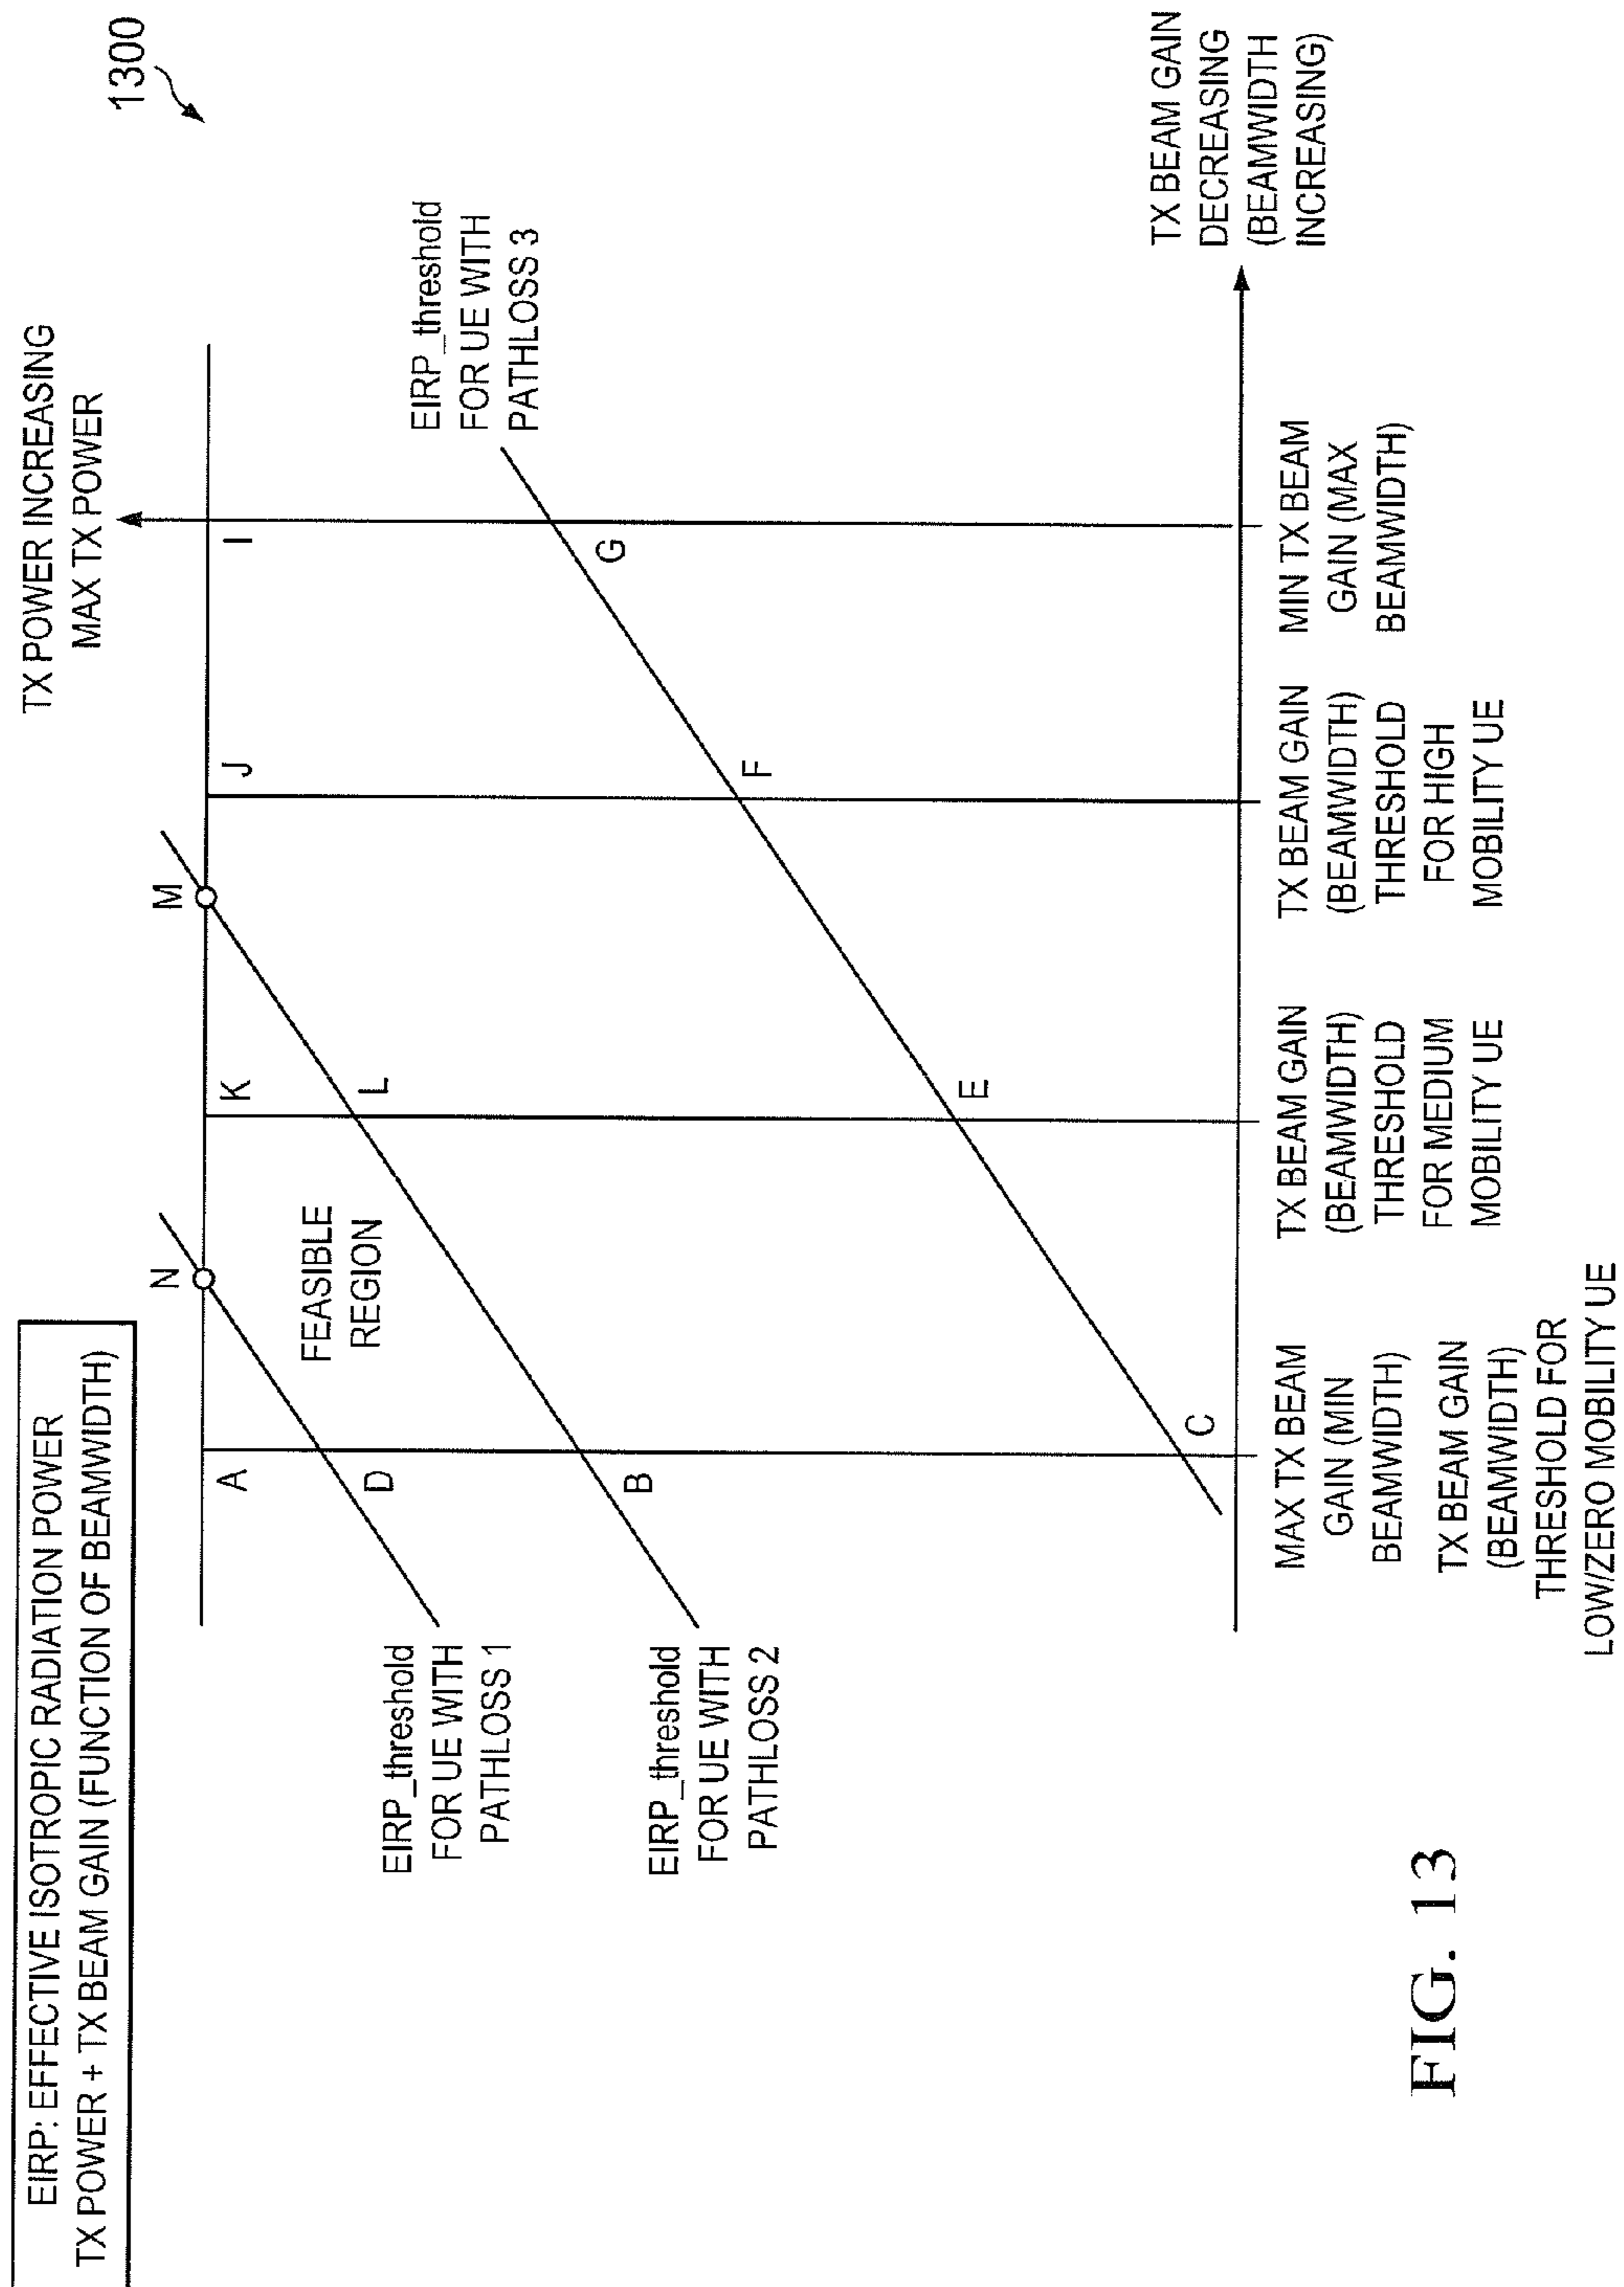 EIRP: EFFECTIVE ISOTROPIC RADIATION POWER
TX POWER + TX BEAM GAIN (FUNCTION OF BEAMWIDTH)
TX POWER INCREASING
MAX TX POWER
1300
N
M
A
K
J
I
D
FEASIBLE
REGION
L
B
G
F
E
C
EIRP_threshold
FOR UE WITH
PATHLOSS 1
EIRP_threshold
FOR UE WITH
PATHLOSS 2
EIRP_threshold
FOR UE WITH
PATHLOSS 3
TX BEAM GAIN
DECREASING
(BEAMWIDTH
INCREASING)
MAX TX BEAM
GAIN (MIN
BEAMWIDTH)
TX BEAM GAIN
(BEAMWIDTH)
THRESHOLD FOR
LOW/ZERO MOBILITY UE
TX BEAM GAIN
(BEAMWIDTH)
THRESHOLD
FOR MEDIUM
MOBILITY UE
TX BEAM GAIN
(BEAMWIDTH)
THRESHOLD
FOR HIGH
MOBILITY UE
MIN TX BEAM
GAIN (MAX
BEAMWIDTH)
FIG. 13